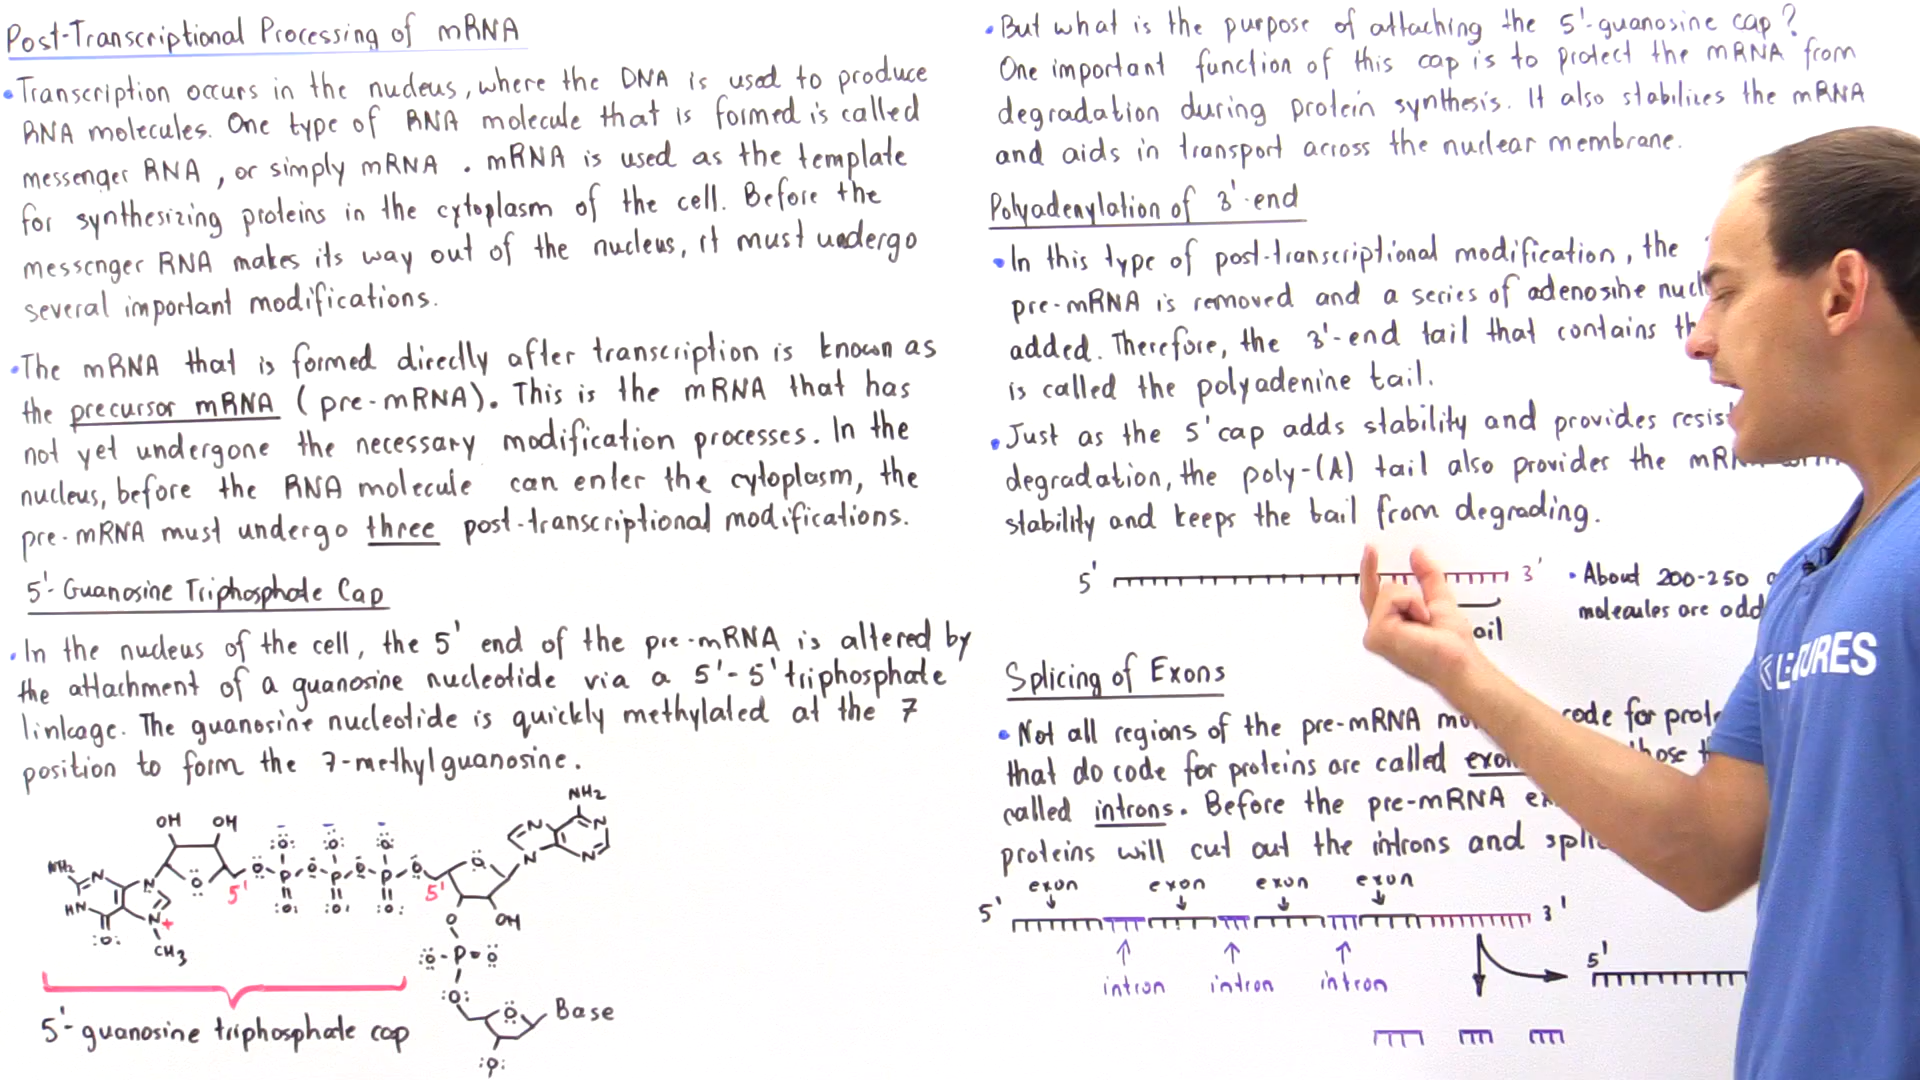 Post-Transcriptional Processing of mRNA
• Transcription occurs in the nucleus, where the DNA is used to produce
RNA molecules. One type of RNA molecule that is formed is called
messenger RNA, or simply mRNA. mRNA is used as the template
for synthesizing proteins in the cytoplasm of the cell. Before the
messenger RNA makes its way out of the nucleus, it must undergo
several important modifications.
• The mRNA that is formed directly after transcription is known as
the precursor mRNA (pre-mRNA). This is the mRNA that has
not yet undergone the necessary modification processes. In the
nucleus, before the RNA molecule can enter the cytoplasm, the
pre-mRNA must undergo three post-transcriptional modifications.
5'-Guanosine Triphosphate Cap
• In the nucleus of the cell, the 5' end of the pre-mRNA is altered by
the attachment of a guanosine nucleotide via a 5'-5' triphosphate
linkage. The guanosine nucleotide is quickly methylated at the 7
position to form the 7-methylguanosine.
NH2
OH OH
NH2 N N O P O P O P O O N N N N
HN N 5' 5'
O N + O OH
CH3
O - P = O
O
O Base
5'-guanosine triphosphate cap
O
• But what is the purpose of attaching the 5'-guanosine cap?
One important function of this cap is to protect the mRNA from
degradation during protein synthesis. It also stabilizes the mRNA
and aids in transport across the nuclear membrane.
Polyadenylation of 3'-end
• In this type of post-transcriptional modification, the
pre-mRNA is removed and a series of adenosine
added. Therefore, the 3'-end tail that contains
is called the polyadenine tail.
• Just as the 5' cap adds stability and provides
degradation, the poly-(A) tail also provides the
stability and keeps the tail from degrading.
5' 3' • About 200-250
molecules are
Splicing of Exons
• Not all regions of the pre-mRNA code for
that do code for proteins are called
called introns. Before the pre-mRNA
proteins will cut out the introns and
exon exon exon exon
5' 3'
5'
intron intron intron